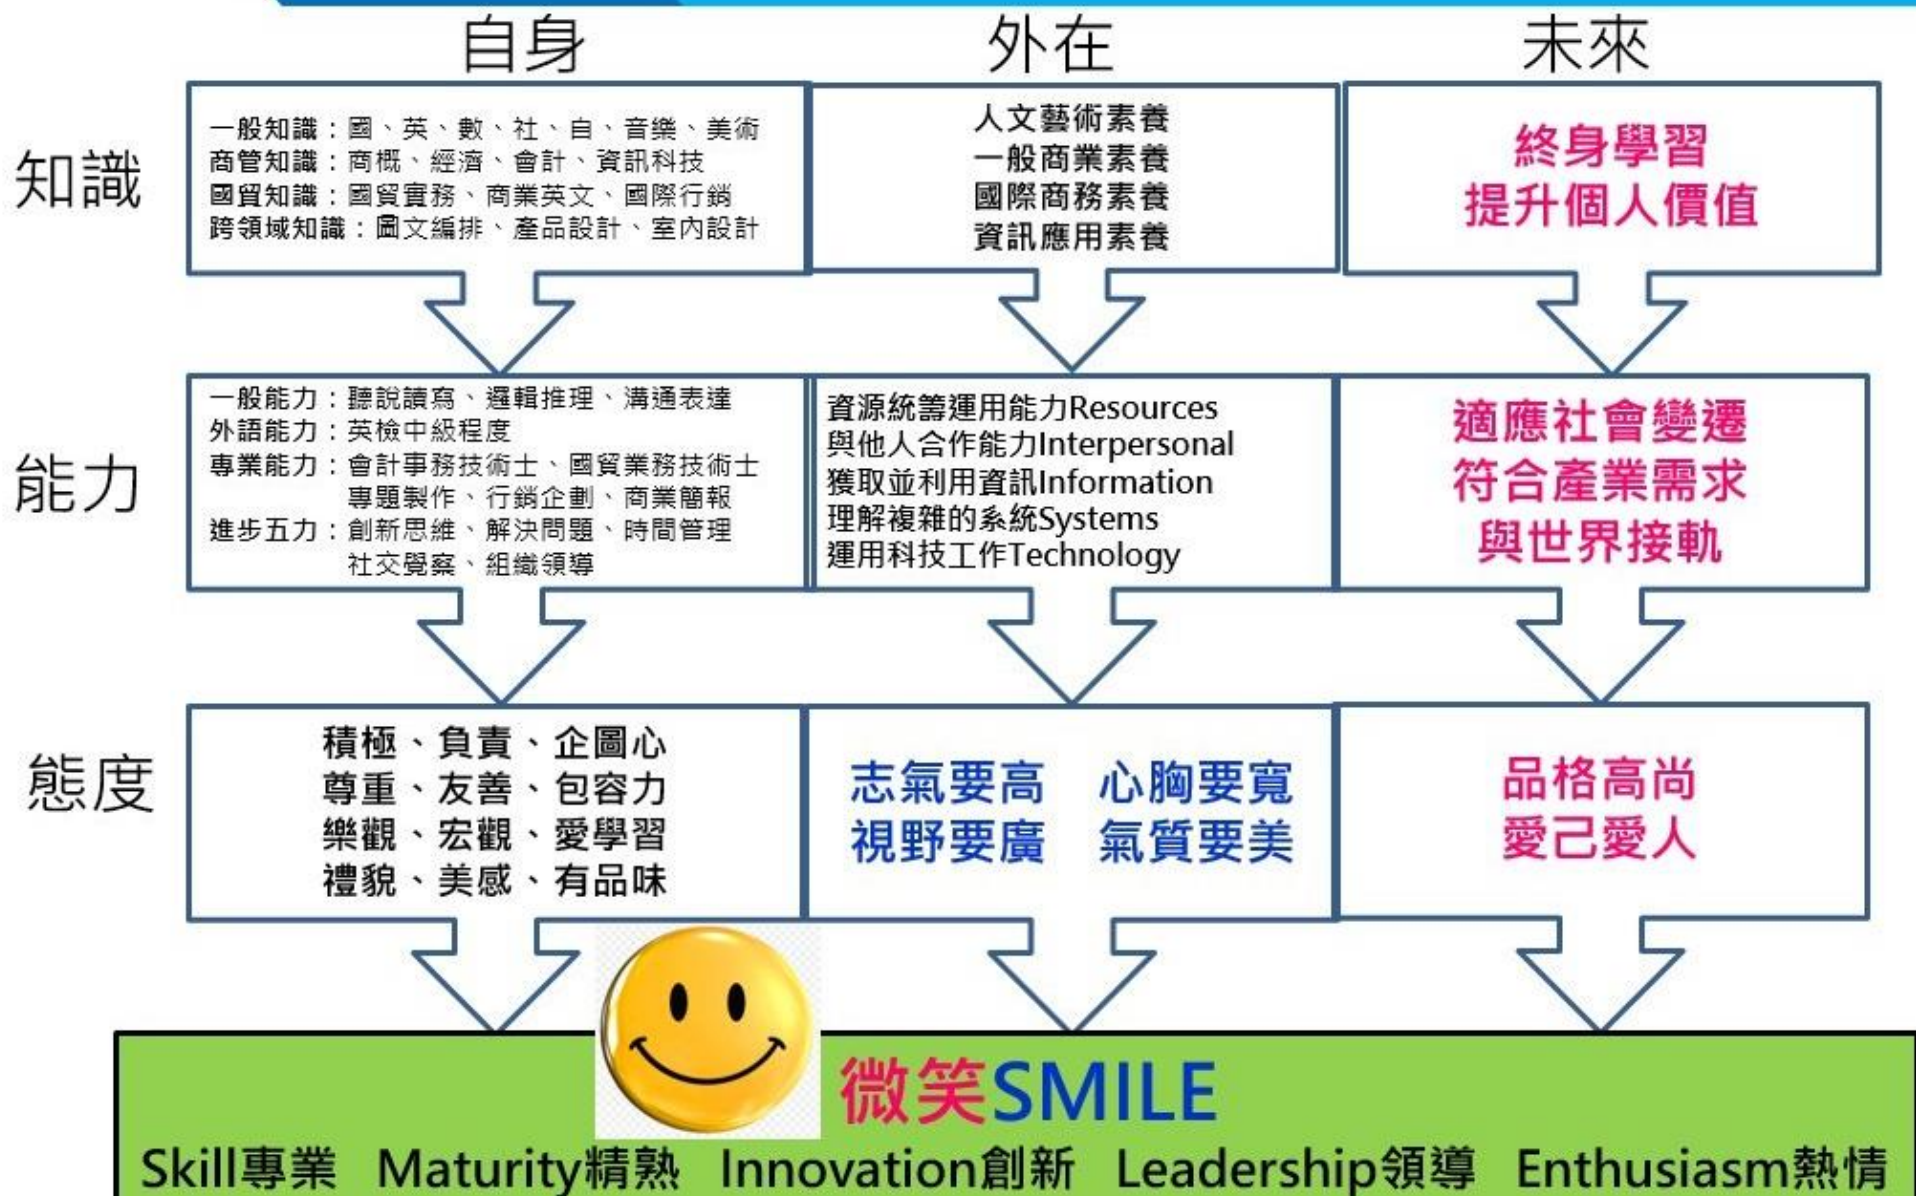 自身
外在
未來
知識
一般知識：國、英、數、社、自、音樂、美術
商管知識：商概、經濟、會計、資訊科技
國貿知識：國貿實務、商業英文、國際行銷
跨領域知識：圖文編排、產品設計、室內設計
人文藝術素養
一般商業素養
國際商務素養
資訊應用素養
終身學習
提升個人價值
能力
一般能力：聽說讀寫、邏輯推理、溝通表達
外語能力：英檢中級程度
專業能力：會計事務技術士、國貿業務技術士
專題製作、行銷企劃、商業簡報
進步五力：創新思維、解決問題、時間管理
社交覺察、組織領導
資源統籌運用能力Resources
與他人合作能力Interpersonal
獲取並利用資訊Information
理解複雜的系統Systems
運用科技工作Technology
適應社會變遷
符合產業需求
與世界接軌
態度
積極、負責、企圖心
尊重、友善、包容力
樂觀、宏觀、愛學習
禮貌、美感、有品味
志氣要高 心胸要寬
視野要廣 氣質要美
品格高尚
愛己愛人
微笑SMILE
Skill專業 Maturity精熟 Innovation創新 Leadership領導 Enthusiasm熱情